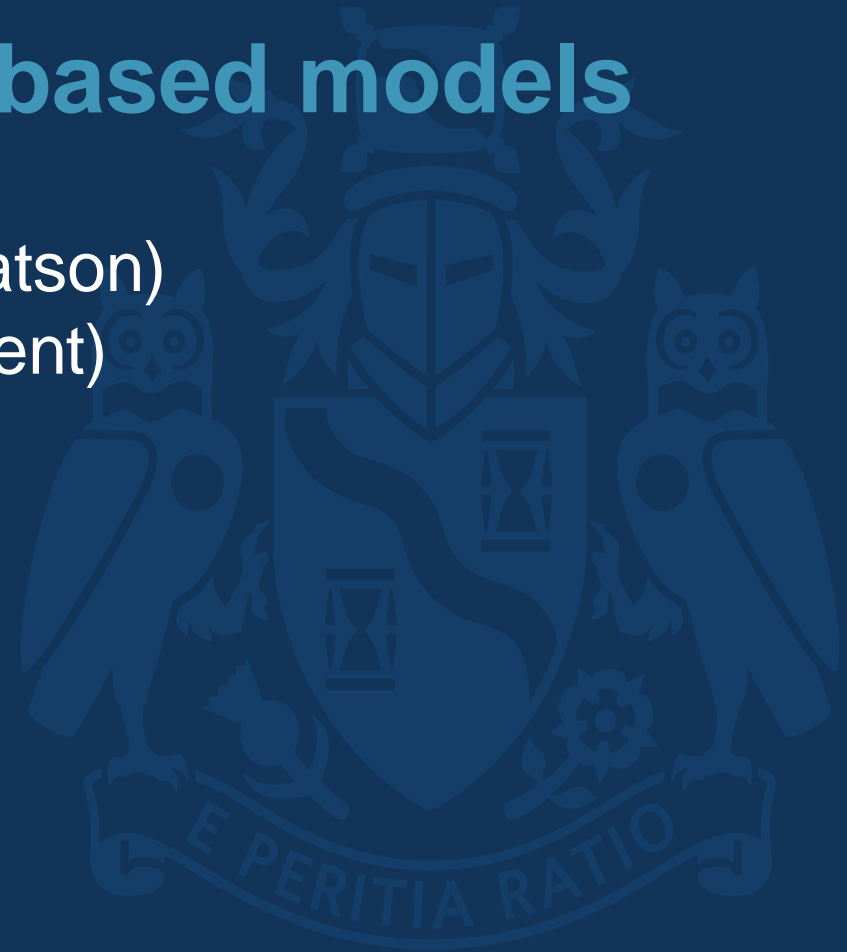 based models
atson)
ent)
E PERITIA RATIO